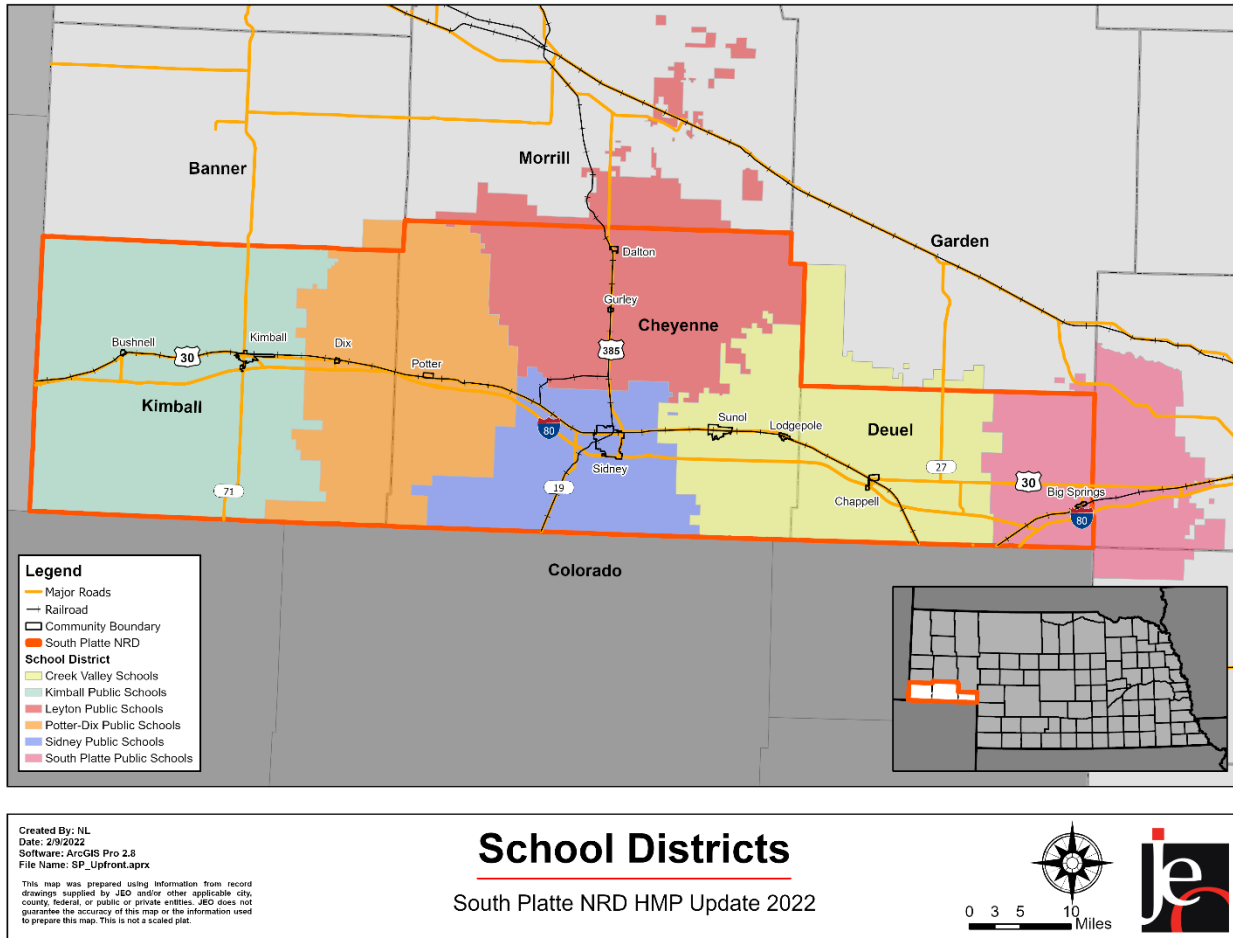 Banner
Morrill
Garden
Dalton
Gurley
Cheyenne
385
Bushnell
30
Kimball
Dix
Potter
Kimball
80
Sunol
Lodgepole
Deuel
Sidney
27
30
Big Springs
71
19
Chappell
80
Colorado
Legend
Major Roads
Railroad
Community Boundary
South Platte NRD
School District
Creek Valley Schools
Kimball Public Schools
Leyton Public Schools
Potter-Dix Public Schools
Sidney Public Schools
South Platte Public Schools
Created By: NL
Date: 2/9/2022
Software: ArcGIS Pro 2.8
File Name: SP_Upfront.aprx
This map was prepared using information from record
drawings supplied by JEO and/or other applicable city,
county, federal, or public or private entities. JEO does not
guarantee the accuracy of this map or the information used
to prepare this map. This is not a scaled plat.
School Districts
South Platte NRD HMP Update 2022
0 3 5 10
Miles
jeo